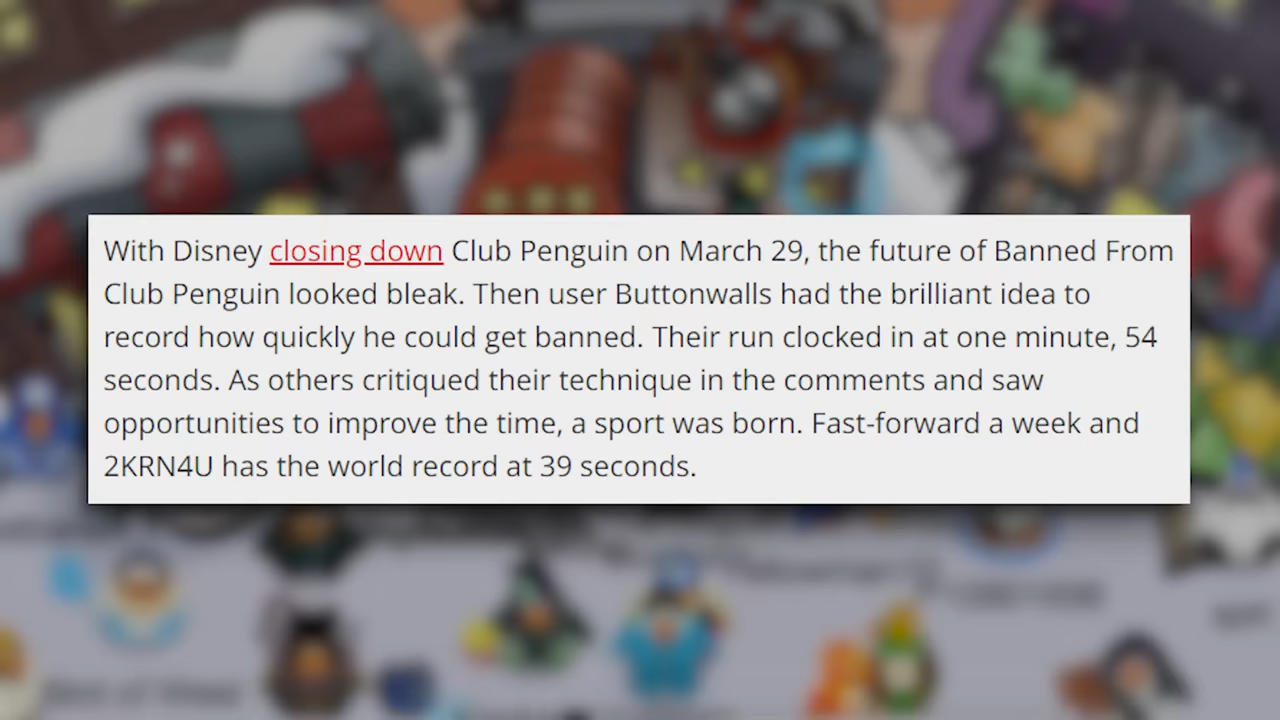 With Disney closing down Club Penguin on March 29, the future of Banned From
Club Penguin looked bleak. Then user Buttonwalls had the brilliant idea to
record how quickly he could get banned. Their run clocked in at one minute, 54
seconds. As others critiqued their technique in the comments and saw
opportunities to improve the time, a sport was born. Fast-forward a week and
2KRN4U has the world record at 39 seconds.